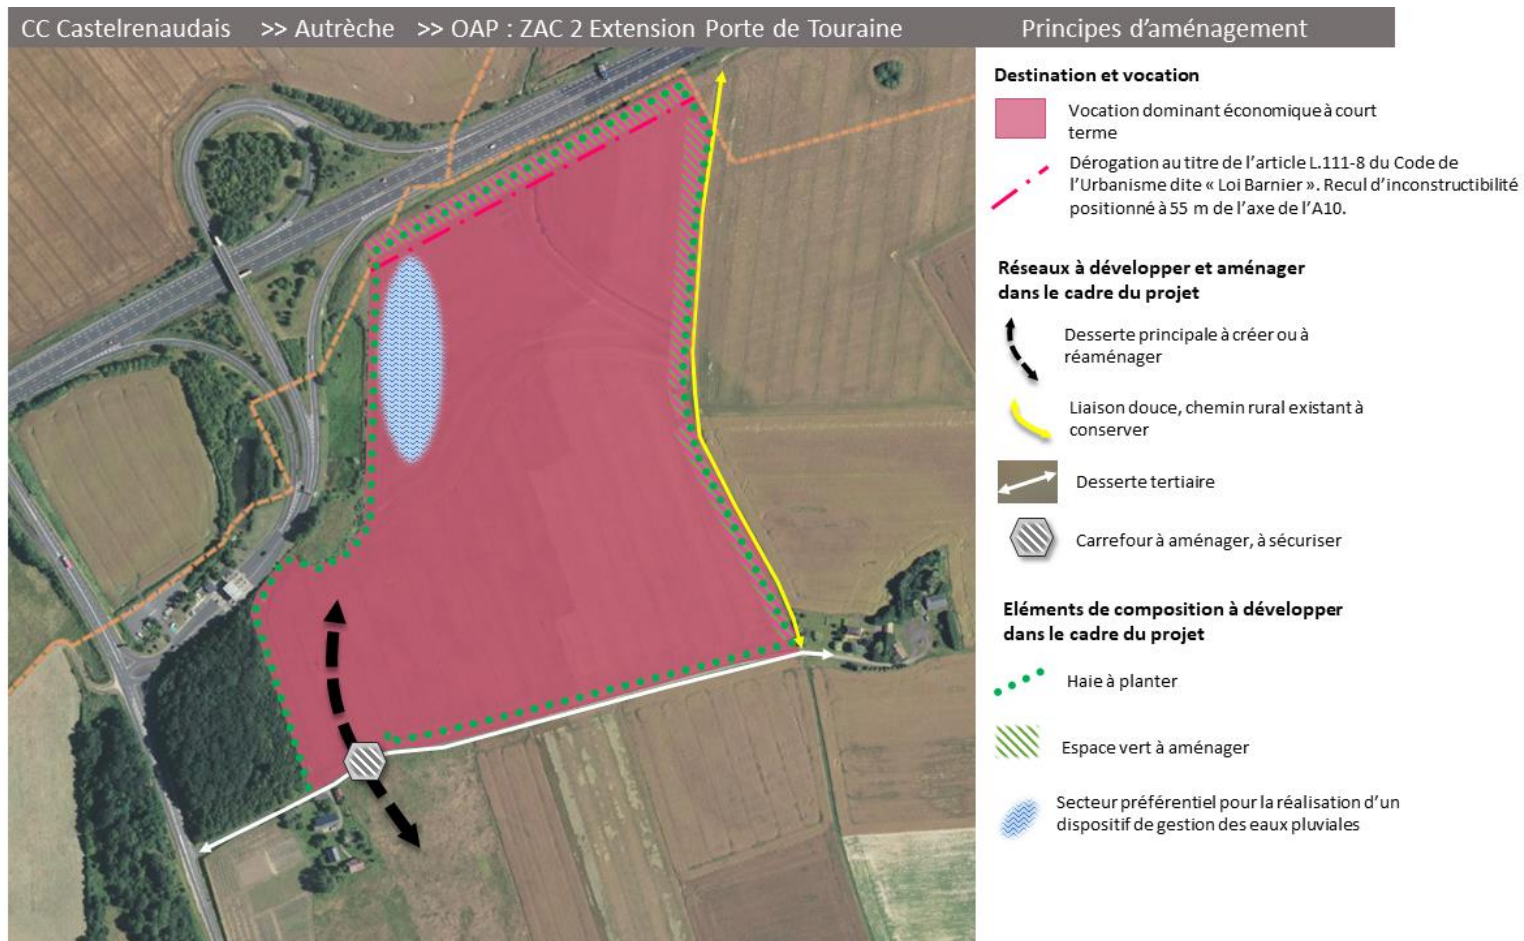 CC Castelrenaudais >> Autrèche >> OAP : ZAC 2 Extension Porte de Touraine Principes d’aménagement
Destination et vocation
Vocation dominant économique à court
terme
Dérogation au titre de l’article L.111-8 du Code de
l’Urbanisme dite « Loi Barnier ». Recul d’inconstructibilité
positionné à 55 m de l’axe de l’A10.
Réseaux à développer et aménager
dans le cadre du projet
Desserte principale à créer ou à
réaménager
Liaison douce, chemin rural existant à
conserver
Desserte tertiaire
Carrefour à aménager, à sécuriser
Eléments de composition à développer
dans le cadre du projet
Haie à planter
Espace vert à aménager
Secteur préférentiel pour la réalisation d’un
dispositif de gestion des eaux pluviales